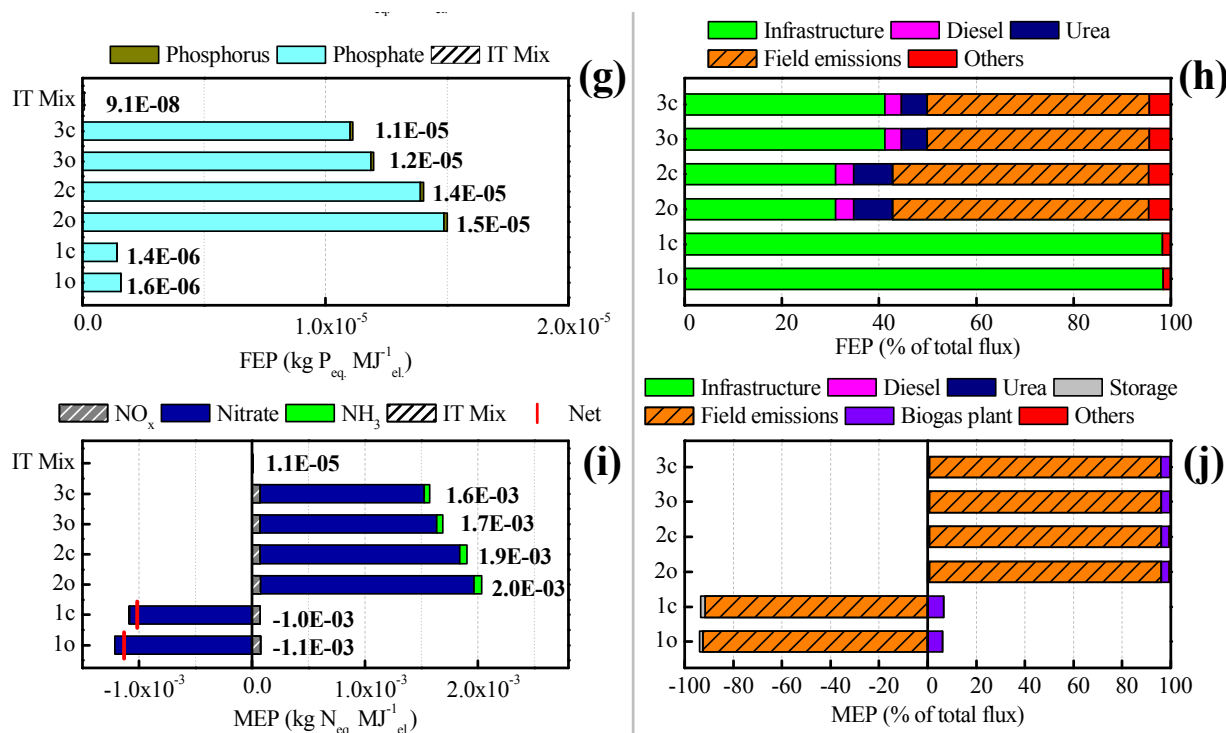 Phosphorus Phosphate IT Mix
(g)
IT Mix 9.1E-08
3c 1.1E-05
3o 1.2E-05
2c 1.4E-05
2o 1.5E-05
1c 1.4E-06
1o 1.6E-06
0.0 1.0x10⁻⁵ 2.0x10⁻⁵
FEP (kg P_eq. MJ⁻¹_el.)
Infrastructure Diesel Urea
Field emissions Others
(h)
3c
3o
2c
2o
1c
1o
0 20 40 60 80 100
FEP (% of total flux)
NOₓ Nitrate NH₃ IT Mix Net
(i)
IT Mix 1.1E-05
3c 1.6E-03
3o 1.7E-03
2c 1.9E-03
2o 2.0E-03
1c -1.0E-03
1o -1.1E-03
-1.0x10⁻³ 0.0 1.0x10⁻³ 2.0x10⁻³
MEP (kg N_eq. MJ⁻¹_el.)
Infrastructure Diesel Urea Storage
Field emissions Biogas plant Others
(j)
3c
3o
2c
2o
1c
1o
-100 -80 -60 -40 -20 0 20 40 60 80 100
MEP (% of total flux)